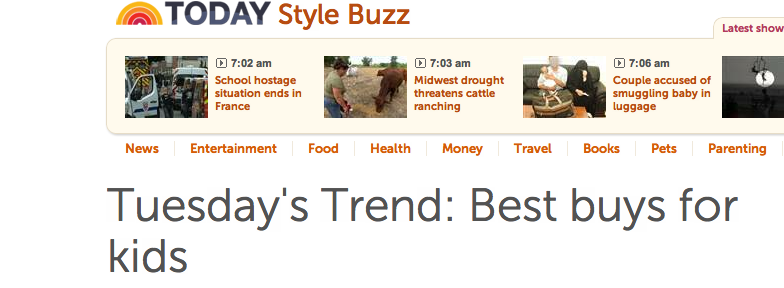 TODAY Style Buzz
Latest show
7:02 am
School hostage
situation ends in
France
7:03 am
Midwest drought
threatens cattle
ranching
7:06 am
Couple accused of
smuggling baby in
luggage
News Entertainment Food Health Money Travel Books Pets Parenting
Tuesday's Trend: Best buys for
kids